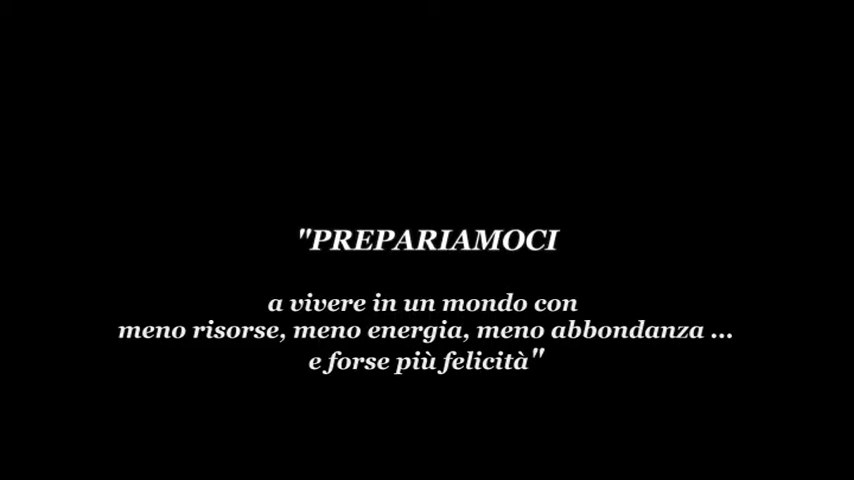 "PREPARIAMOCI
a vivere in un mondo con
meno risorse, meno energia, meno abbondanza ...
e forse più felicità"